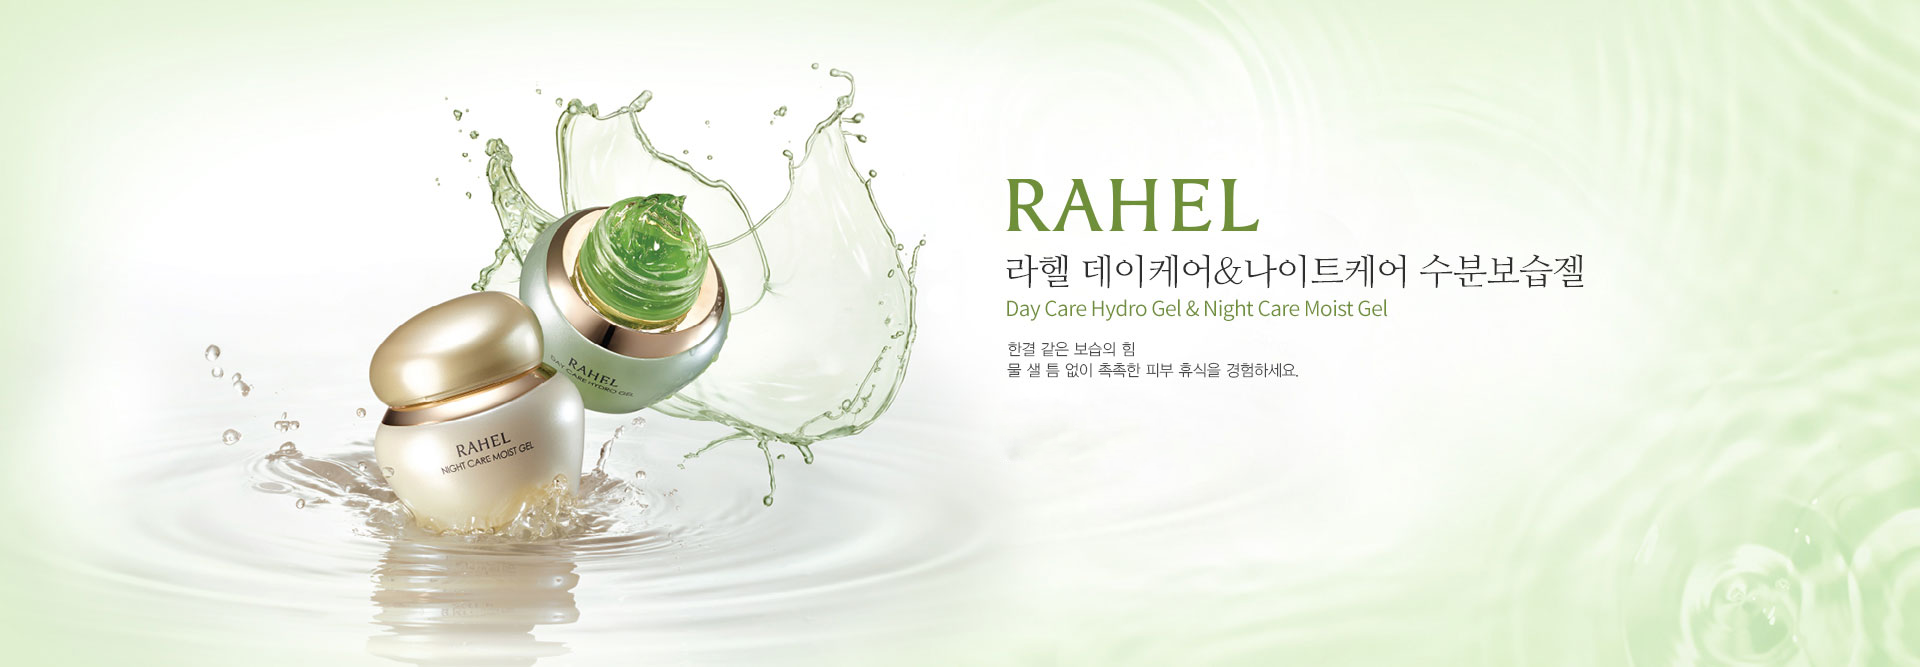 RAHEL
라헬 데이케어&나이트케어 수분보습젤
Day Care Hydro Gel & Night Care Moist Gel
한결 같은 보습의 힘
물 샐 틈 없이 촉촉한 피부 휴식을 경험하세요.
RAHEL
DAY CARE HYDRO GEL
RAHEL
NIGHT CARE MOIST GEL